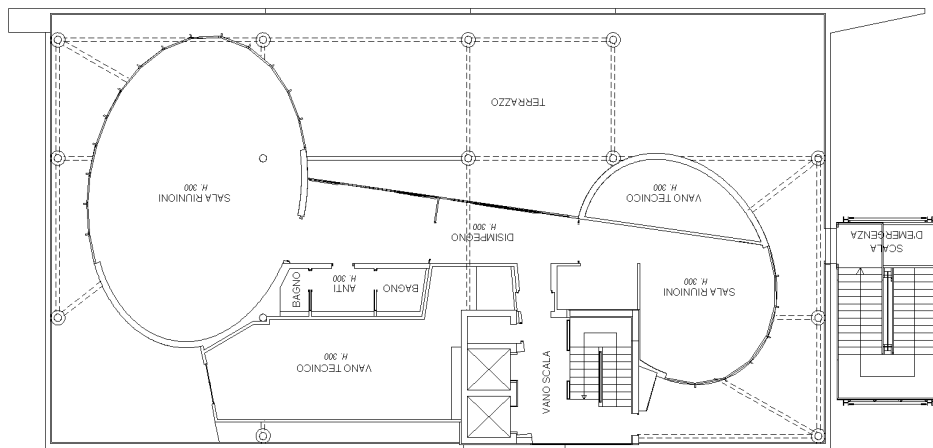 TERRAZZO
SALA RIUNIONI
H. 300
VANO TECNICO
H. 300
DISIMPEGNO
H. 300
SCALA
D'EMERGENZA
BAGNO
ANTI
H. 300
BAGNO
SALA RIUNIONI
H. 300
VANO TECNICO
H. 300
VANO SCALA